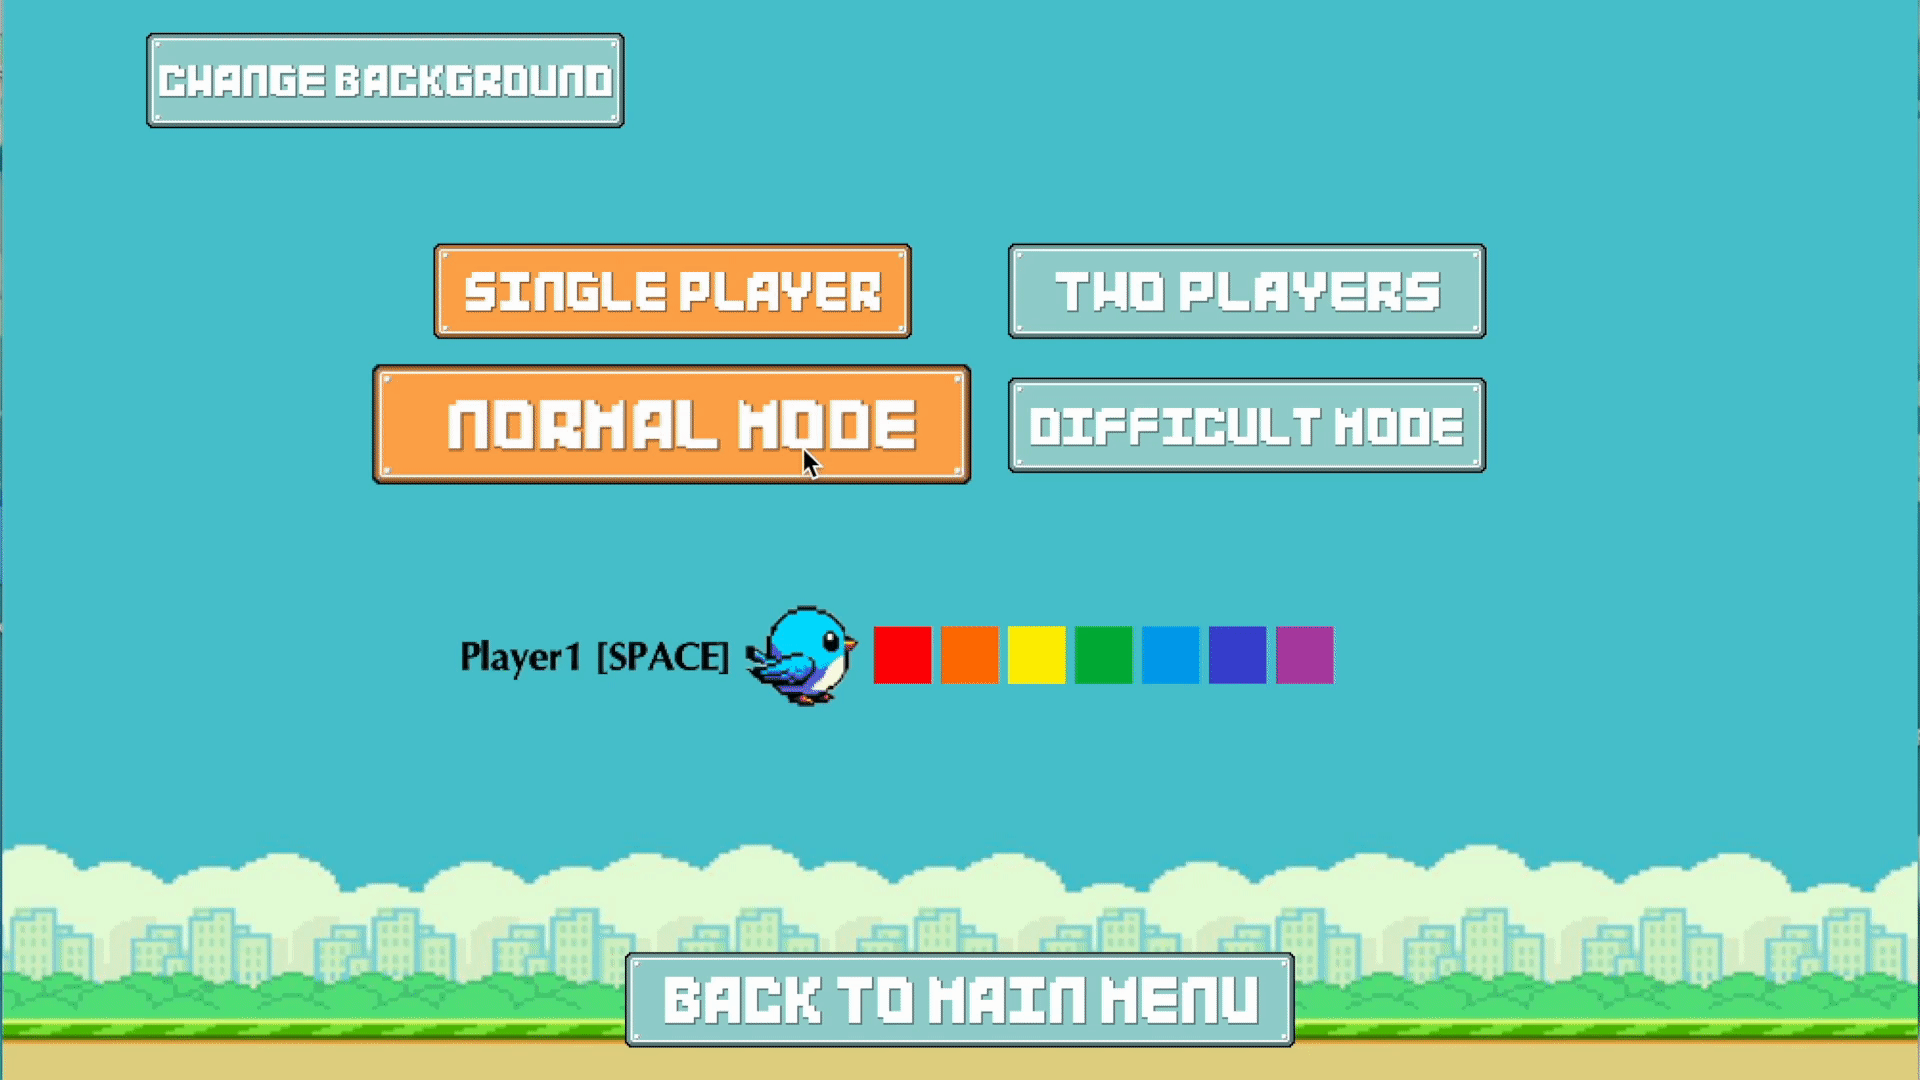 CHANGE BACKGROUND
SINGLE PLAYER
TWO PLAYERS
NORMAL MODE
DIFFICULT MODE
Player1 [SPACE]
BACK TO MAIN MENU